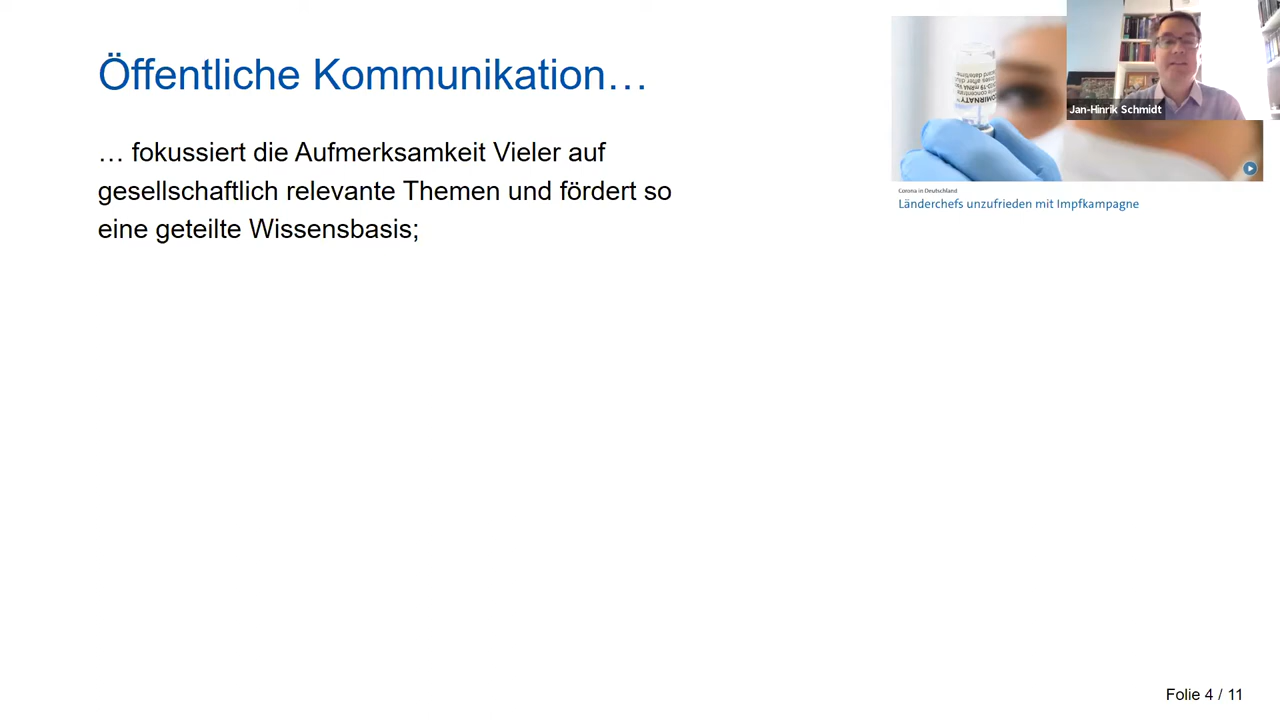 Öffentliche Kommunikation…
… fokussiert die Aufmerksamkeit Vieler auf
gesellschaftlich relevante Themen und fördert so
eine geteilte Wissensbasis;
Jan-Hinrik Schmidt
Corona in Deutschland
Länderchefs unzufrieden mit Impfkampagne
Folie 4 / 11